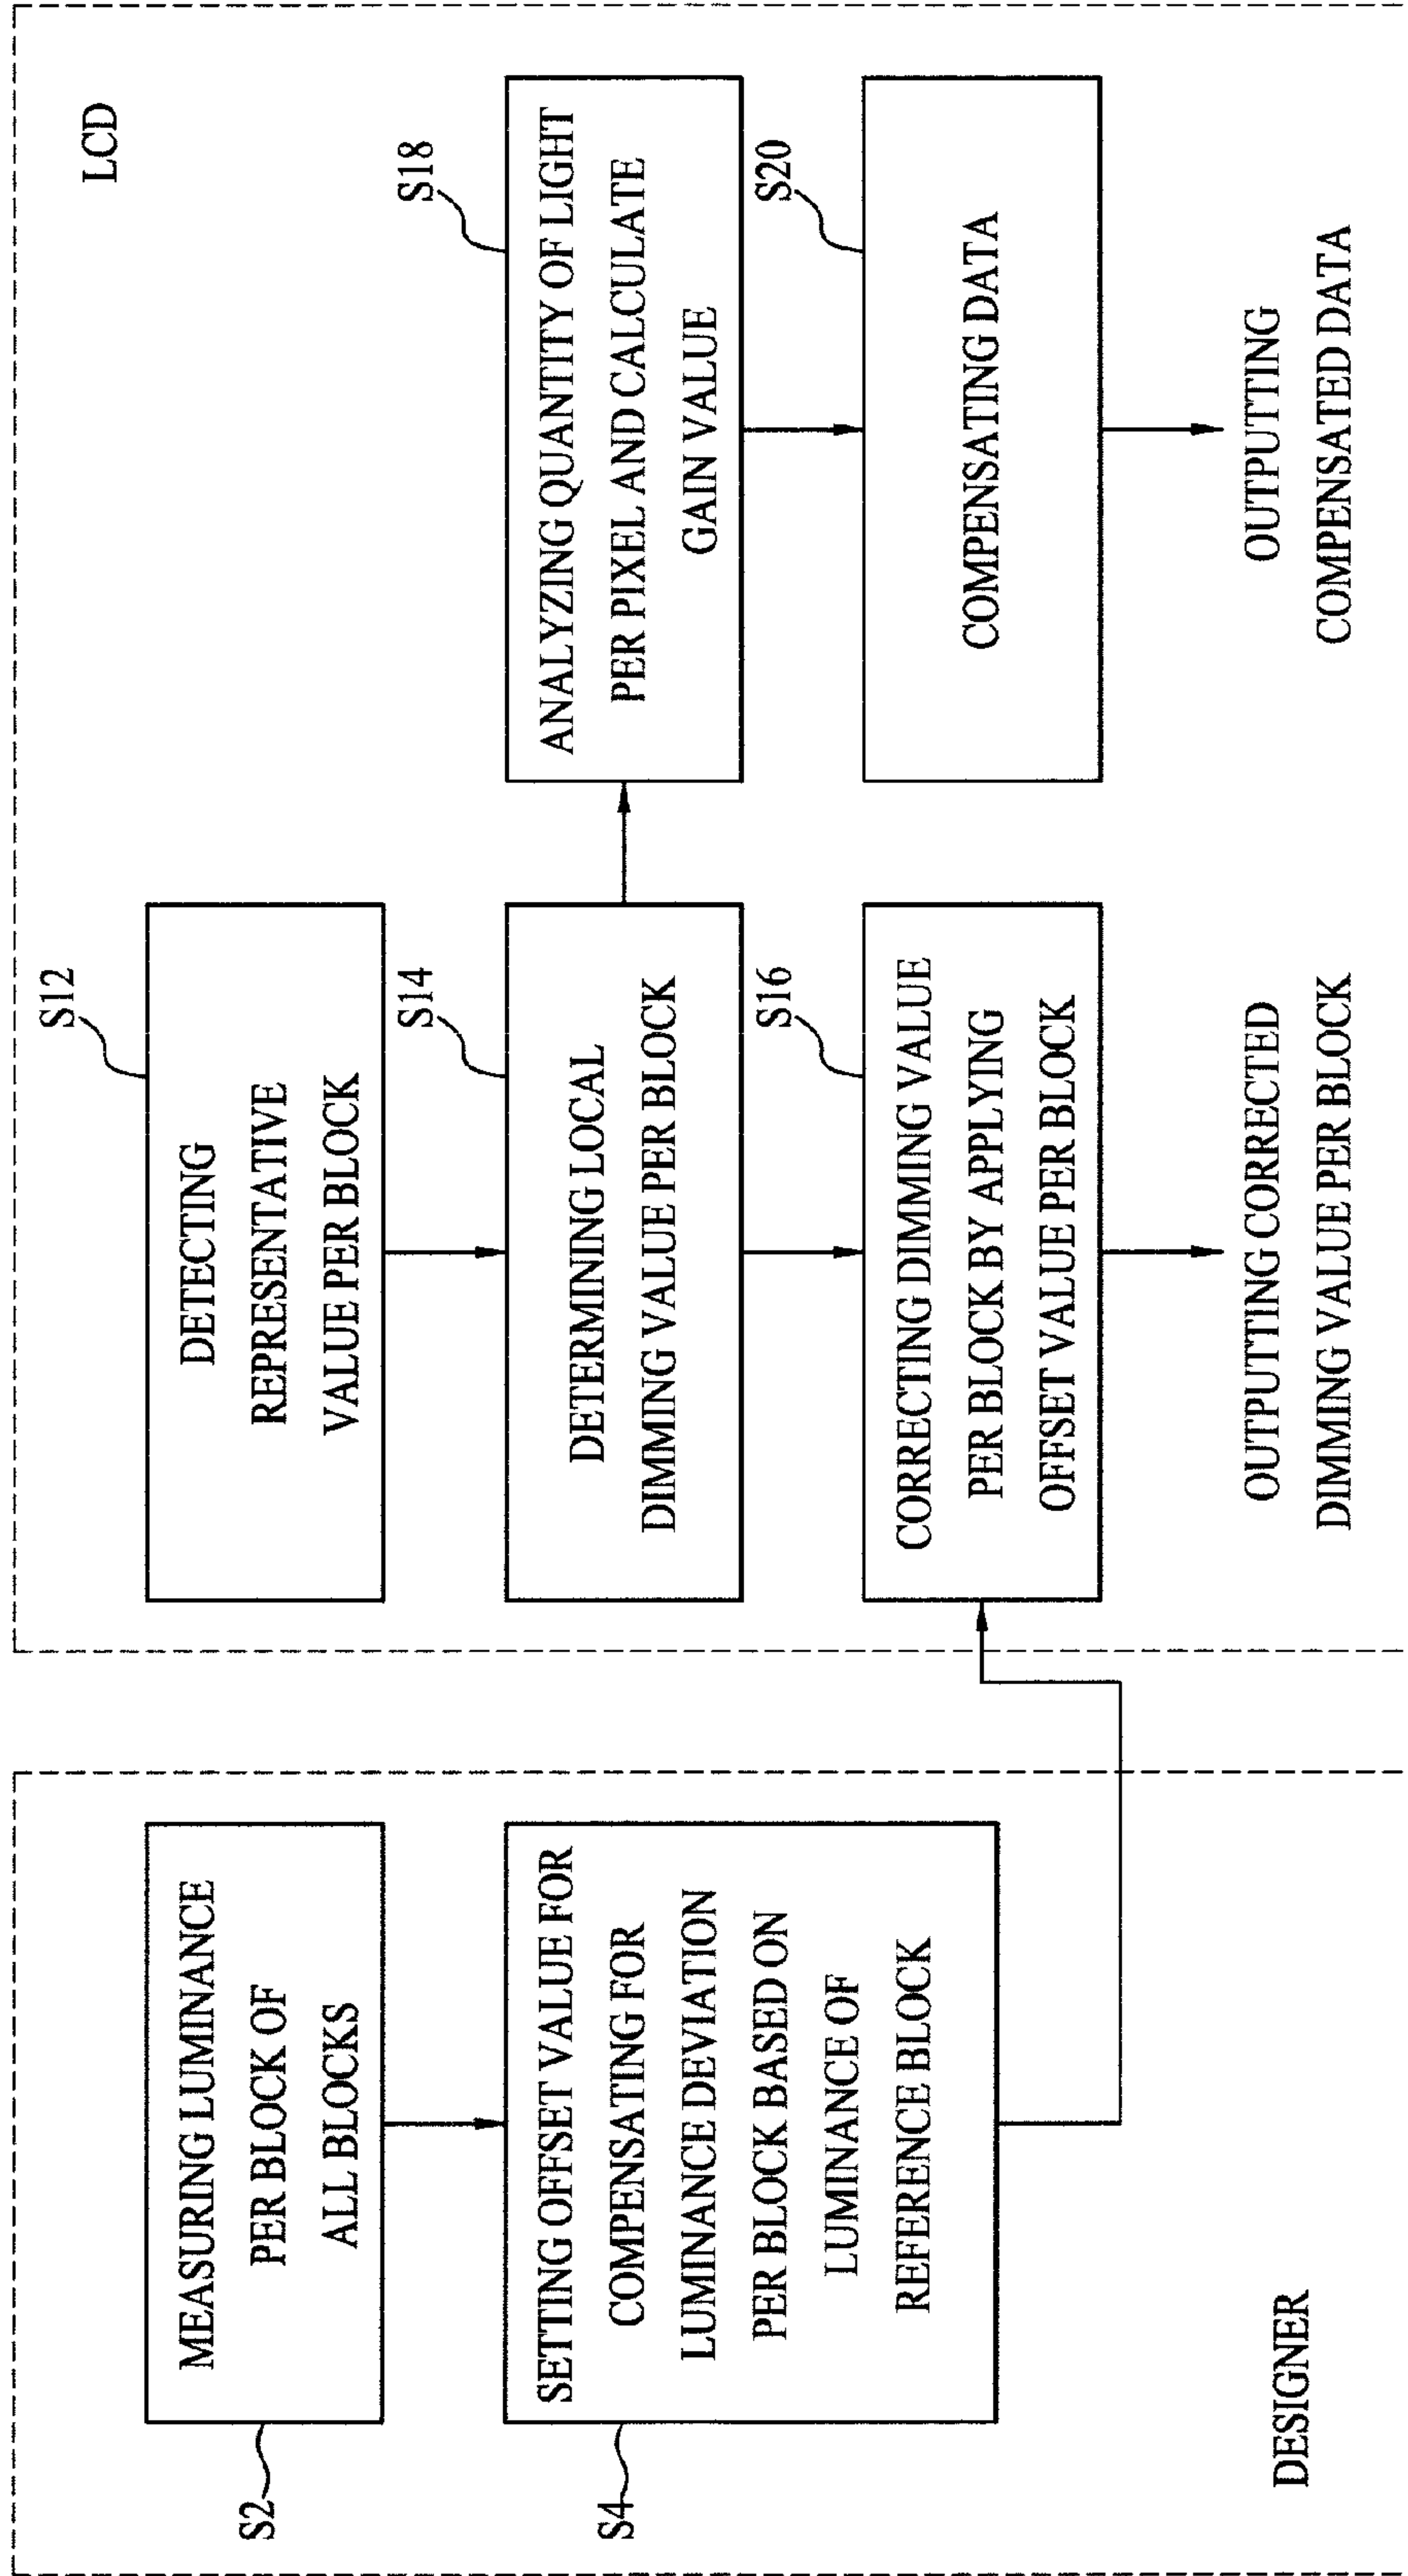 S2
MEASURING LUMINANCE
PER BLOCK OF
ALL BLOCKS
S4
SETTING OFFSET VALUE FOR
COMPENSATING FOR
LUMINANCE DEVIATION
PER BLOCK BASED ON
LUMINANCE OF
REFERENCE BLOCK
DESIGNER
LCD
S12
DETECTING
REPRESENTATIVE
VALUE PER BLOCK
S14
DETERMINING LOCAL
DIMMING VALUE PER BLOCK
S16
CORRECTING DIMMING VALUE
PER BLOCK BY APPLYING
OFFSET VALUE PER BLOCK
OUTPUTING CORRECTED
DIMMING VALUE PER BLOCK
S18
ANALYZING QUANTITY OF LIGHT
PER PIXEL AND CALCULATE
GAIN VALUE
S20
COMPENSATING DATA
OUTPUTING
COMPENSATED DATA